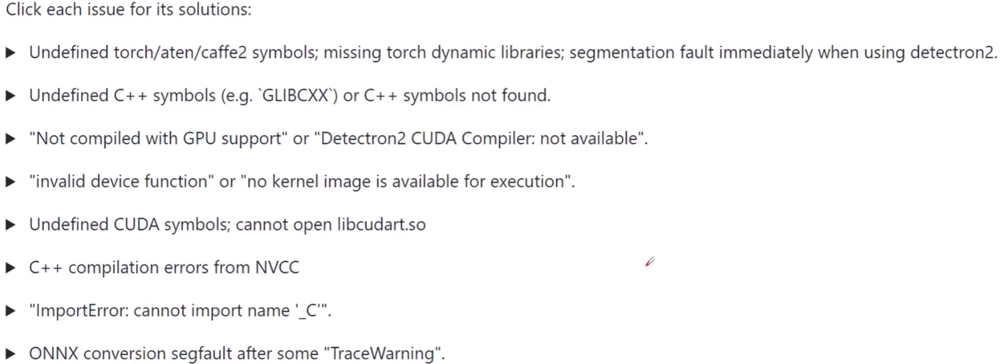 Click each issue for its solutions:
Undefined torch/aten/caffe2 symbols; missing torch dynamic libraries; segmentation fault immediately when using detectron2.
Undefined C++ symbols (e.g. `GLIBCXX`) or C++ symbols not found.
"Not compiled with GPU support" or "Detectron2 CUDA Compiler: not available".
"invalid device function" or "no kernel image is available for execution".
Undefined CUDA symbols; cannot open libcudart.so
C++ compilation errors from NVCC
"ImportError: cannot import name '_C'".
ONNX conversion segfault after some "TraceWarning".